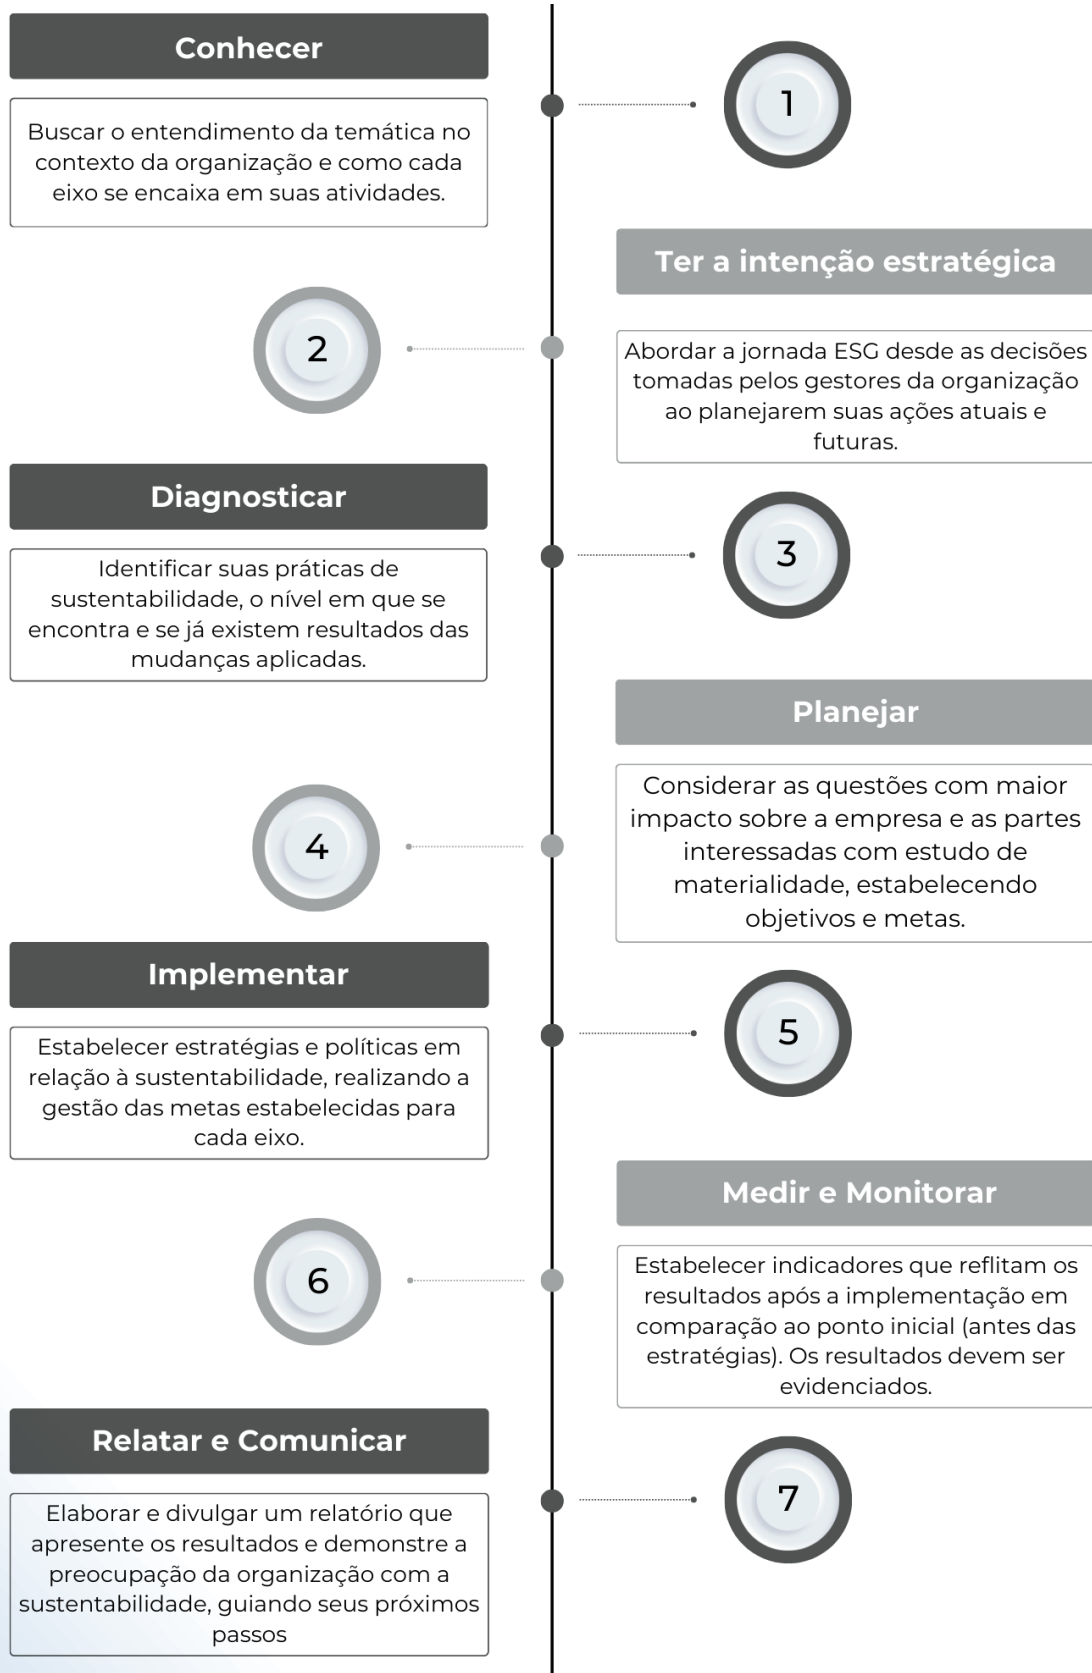 Conhecer
1
Buscar o entendimento da temática no
contexto da organização e como cada
eixo se encaixa em suas atividades.
Ter a intenção estratégica
2
Abordar a jornada ESG desde as decisões
tomadas pelos gestores da organização
ao planejarem suas ações atuais e
futuras.
Diagnosticar
3
Identificar suas práticas de
sustentabilidade, o nível em que se
encontra e se já existem resultados das
mudanças aplicadas.
Planejar
4
Considerar as questões com maior
impacto sobre a empresa e as partes
interessadas com estudo de
materialidade, estabelecendo
objetivos e metas.
Implementar
5
Estabelecer estratégias e políticas em
relação à sustentabilidade, realizando a
gestão das metas estabelecidas para
cada eixo.
Medir e Monitorar
6
Estabelecer indicadores que reflitam os
resultados após a implementação em
comparação ao ponto inicial (antes das
estratégias). Os resultados devem ser
evidenciados.
Relatar e Comunicar
7
Elaborar e divulgar um relatório que
apresente os resultados e demonstre a
preocupação da organização com a
sustentabilidade, guiando seus próximos
passos